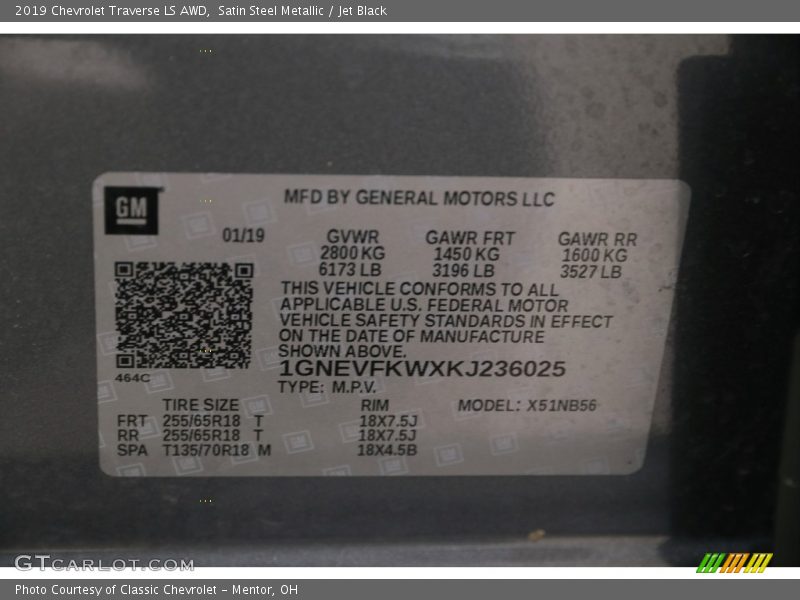 2019 Chevrolet Traverse LS AWD, Satin Steel Metallic / Jet Black
GM
MFD BY GENERAL MOTORS LLC
01/19 GVWR GAWR FRT GAWR RR
2800 KG 1450 KG 1600 KG
6173 LB 3196 LB 3527 LB
THIS VEHICLE CONFORMS TO ALL
APPLICABLE U.S. FEDERAL MOTOR
VEHICLE SAFETY STANDARDS IN EFFECT
ON THE DATE OF MANUFACTURE
SHOWN ABOVE.
464C
1GNEVFKWXKJ236025
TYPE: M.P.V.
TIRE SIZE RIM MODEL: X51NB56
FRT 255/65R18 T 18X7.5J
RR 255/65R18 T 18X7.5J
SPA T135/70R18 M 18X4.5B
GTCARLOT.COM
Photo Courtesy of Classic Chevrolet - Mentor, OH